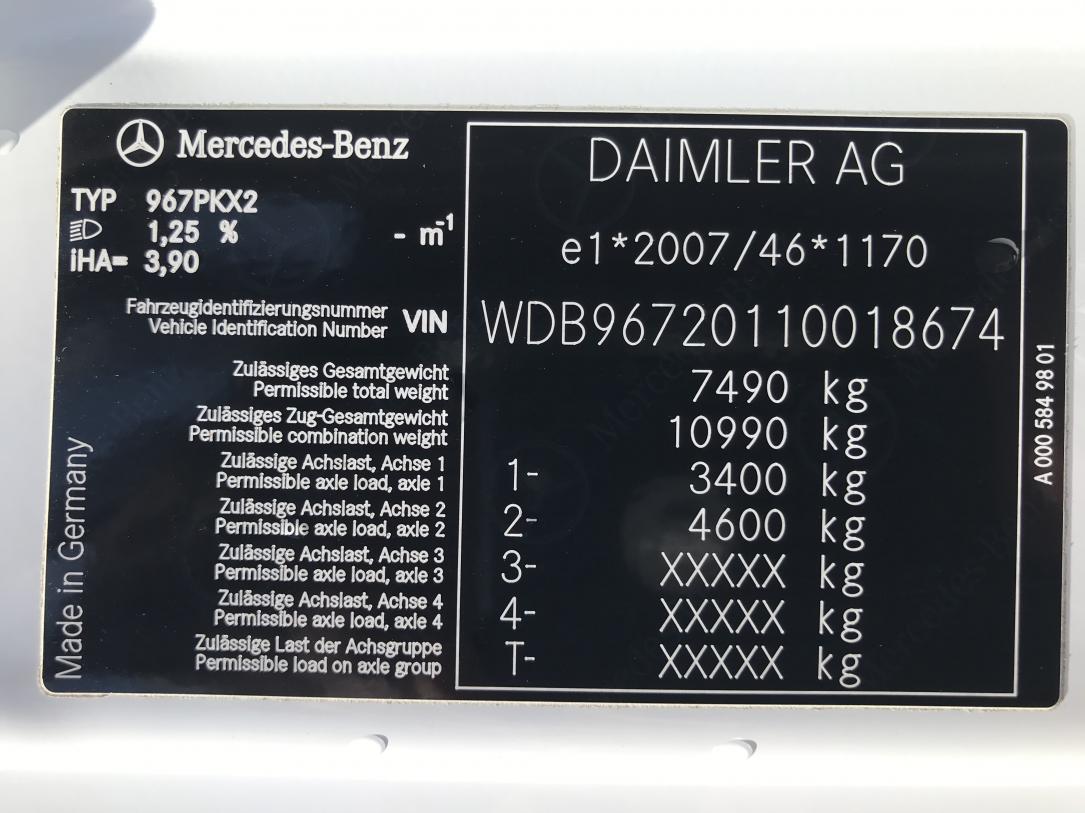 Mercedes-Benz
TYP 967PKX2
1,25 % - m-1
iHA= 3,90
DAIMLER AG
e1*2007/46*1170
Fahrzeugidentifizierungsnummer
Vehicle Identification Number VIN WDB96720110018674
Zulässiges Gesamtgewicht
Permissible total weight 7490 kg
Zulässiges Zug-Gesamtgewicht
Permissible combination weight 10990 kg
Zulässige Achslast, Achse 1
Permissible axle load, axle 1 1- 3400 kg
Zulässige Achslast, Achse 2
Permissible axle load, axle 2 2- 4600 kg
Zulässige Achslast, Achse 3
Permissible axle load, axle 3 3- XXXXX kg
Zulässige Achslast, Achse 4
Permissible axle load, axle 4 4- XXXXX kg
Zulässige Last der Achsgruppe
Permissible load on axle group T- XXXXX kg
Made in Germany
A 000 584 98 01